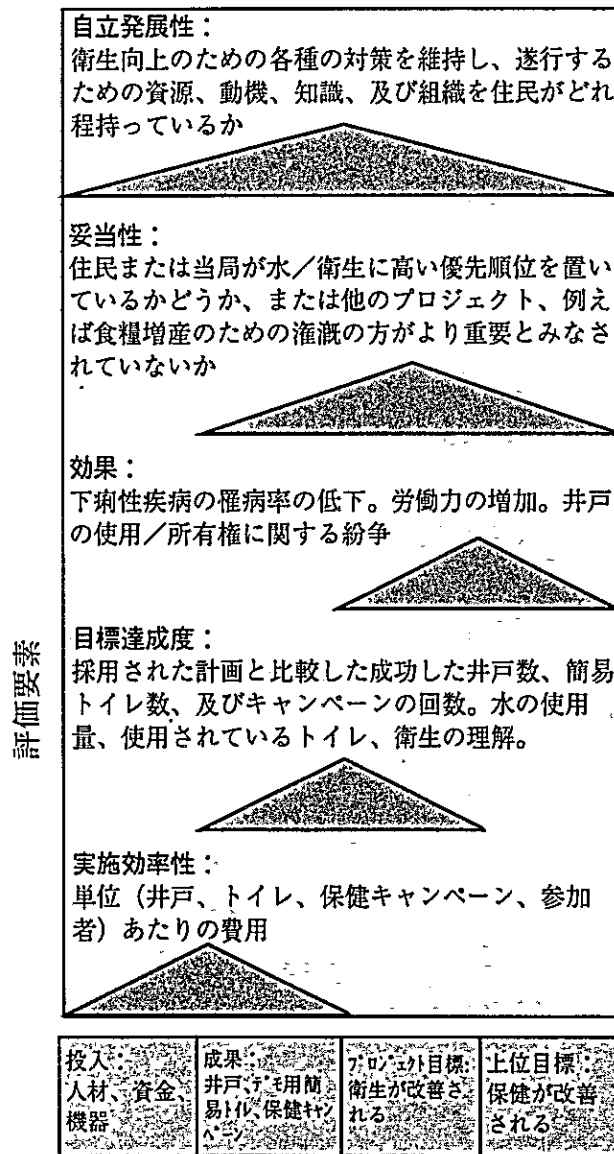 自立発展性：
衛生向上のための各種の対策を維持し、遂行する
ための資源、動機、知識、及び組織を住民がどれ
程持っているか
妥当性：
住民または当局が水／衛生に高い優先順位を置い
ているかどうか、または他のプロジェクト、例え
ば食糧増産のための潅漑の方がより重要とみなさ
れていないか
効果：
下痢性疾病の罹病率の低下。労働力の増加。井戸
の使用／所有権に関する紛争
評価要素
目標達成度：
採用された計画と比較した成功した井戸数、簡易
トイレ数、及びキャンペーンの回数。水の使用
量、使用されているトイレ、衛生の理解。
実施効率性：
単位（井戸、トイレ、保健キャンペーン、参加
者）あたりの費用
投入：
人材、資金、
機器
成果：
井戸、デモ用簡
易トイレ、保健キャン
ペーン
プロジェクト目標：
衛生が改善さ
れる
上位目標：
保健が改善
される